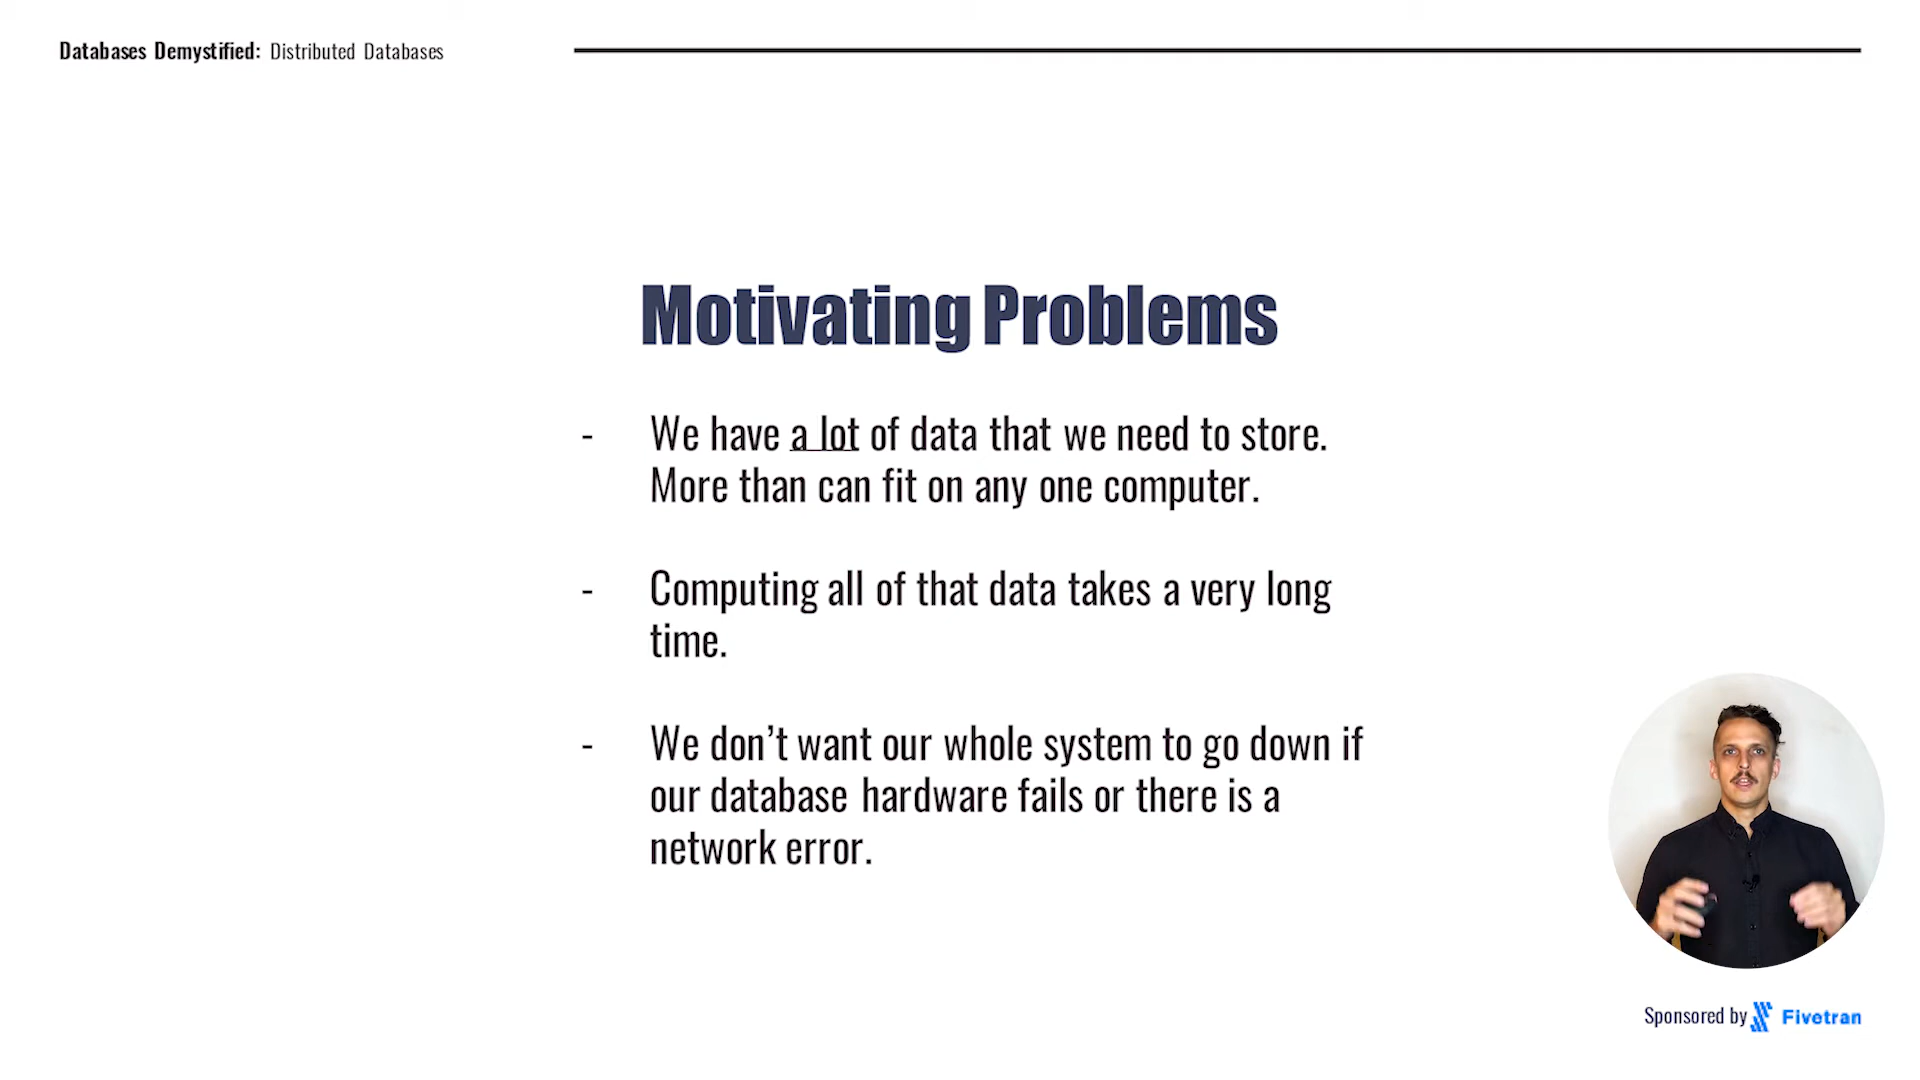 Databases Demystified: Distributed Databases
Motivating Problems
- We have a lot of data that we need to store.
More than can fit on any one computer.
- Computing all of that data takes a very long
time.
- We don’t want our whole system to go down if
our database hardware fails or there is a
network error.
Sponsored by Fivetran